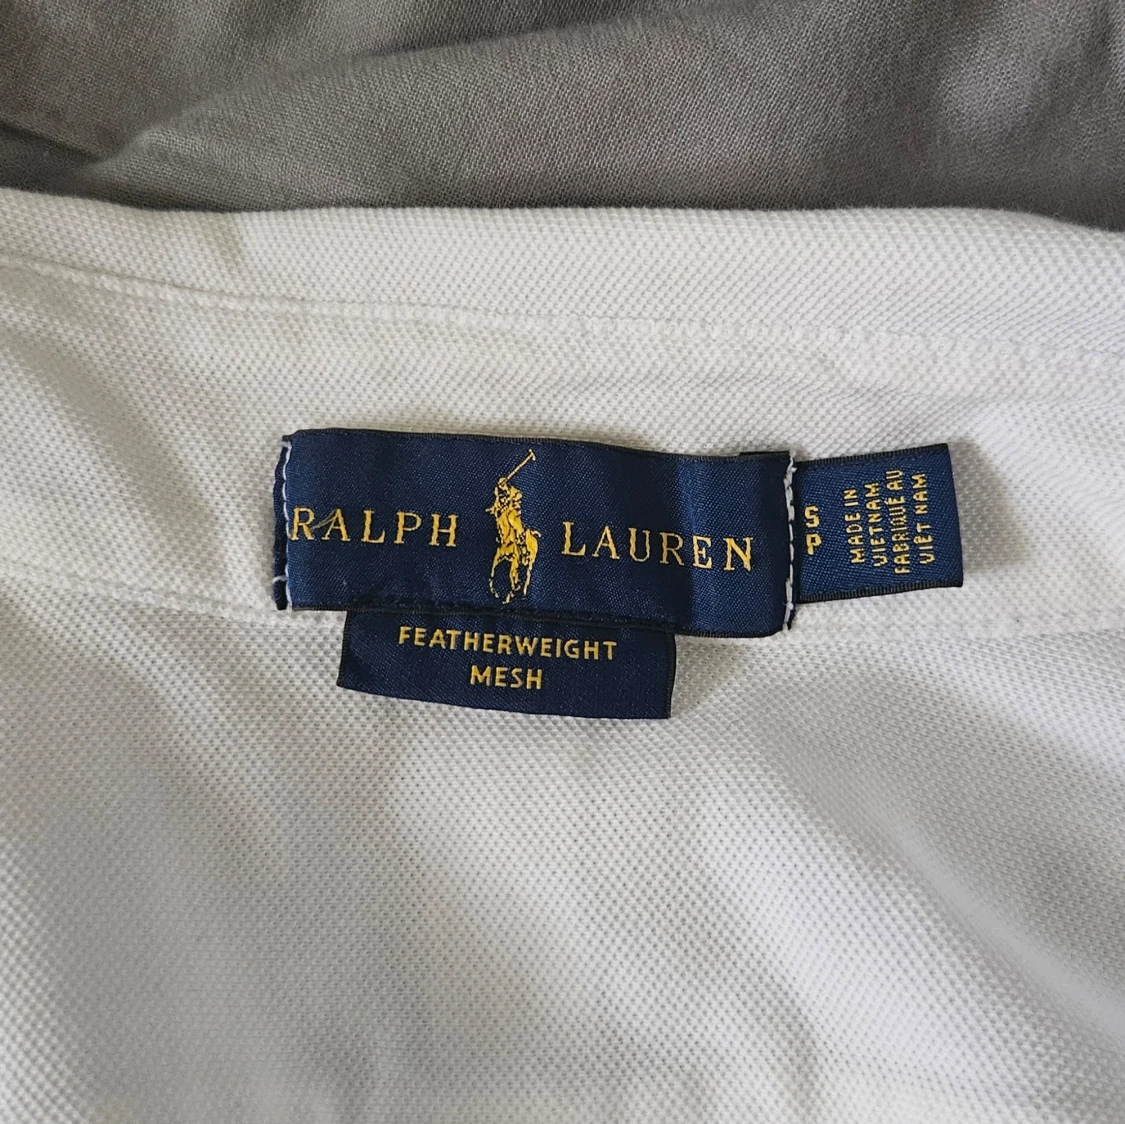 RALPH LAUREN
FEATHERWEIGHT
MESH
S
P
MADE IN
VIETNAM
FABRIQUÉ AU
VIÊT NAM